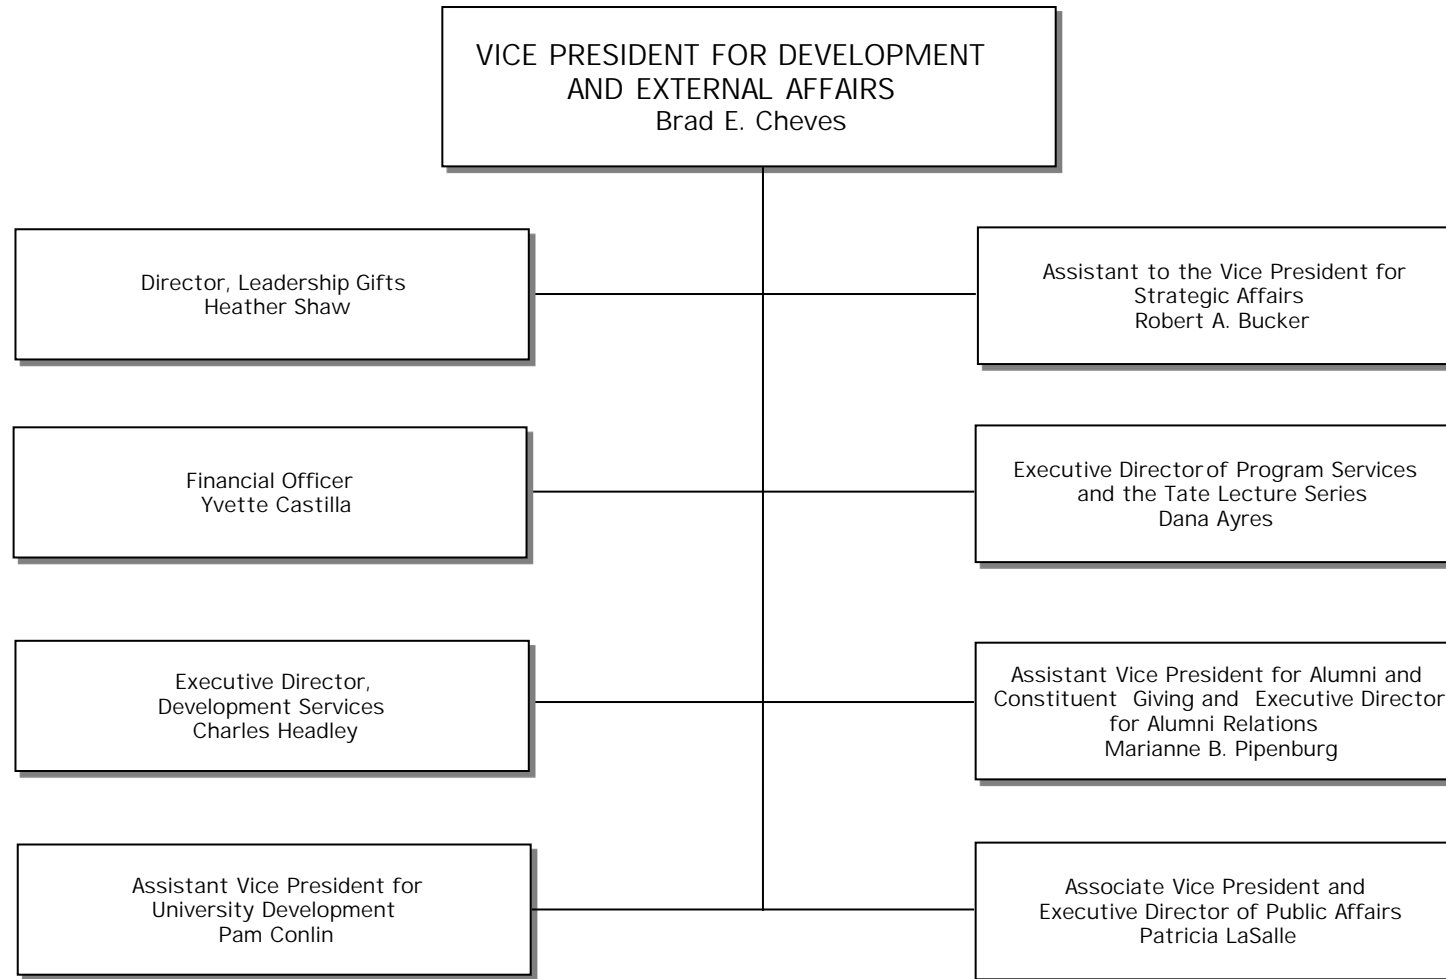 VICE PRESIDENT FOR DEVELOPMENT
AND EXTERNAL AFFAIRS
Brad E. Cheves
Director, Leadership Gifts
Heather Shaw
Assistant to the Vice President for
Strategic Affairs
Robert A. Bucker
Financial Officer
Yvette Castilla
Executive Director of Program Services
and the Tate Lecture Series
Dana Ayres
Executive Director,
Development Services
Charles Headley
Assistant Vice President for Alumni and
Constituent Giving and Executive Director
for Alumni Relations
Marianne B. Pipenburg
Assistant Vice President for
University Development
Pam Conlin
Associate Vice President and
Executive Director of Public Affairs
Patricia LaSalle